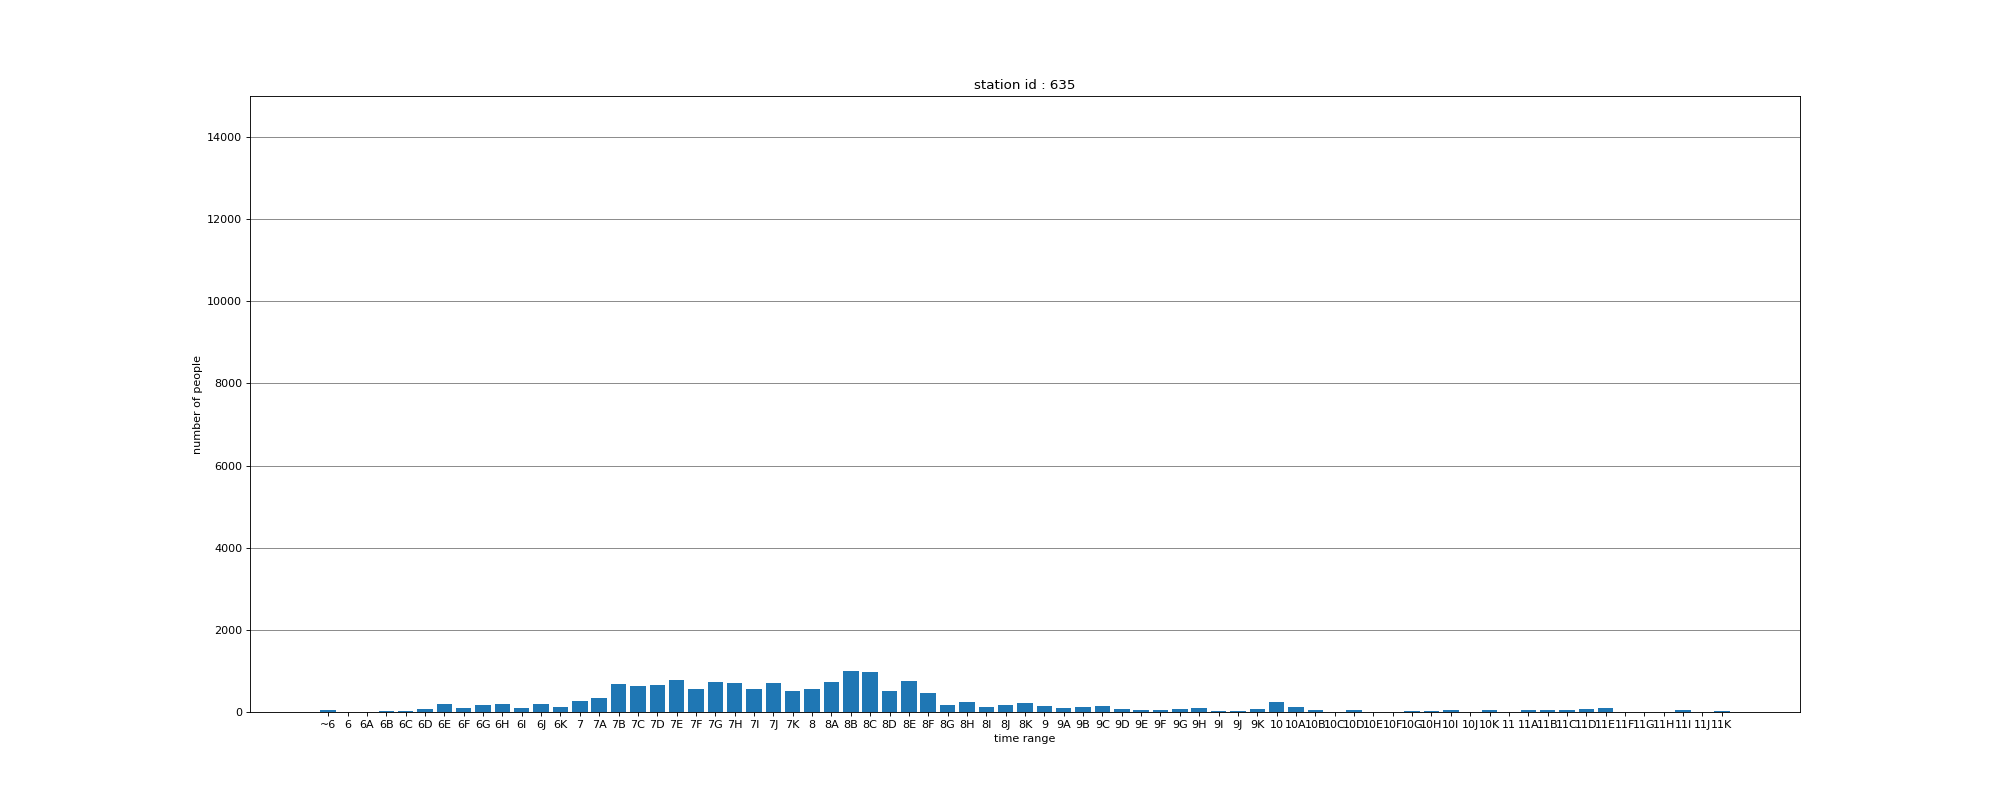 station id : 635
14000
12000
10000
8000
6000
4000
2000
0
number of people
~6 6 6A 6B 6C 6D 6E 6F 6G 6H 6I 6J 6K 7 7A 7B 7C 7D 7E 7F 7G 7H 7I 7J 7K 8 8A 8B 8C 8D 8E 8F 8G 8H 8I 8J 8K 9 9A 9B 9C 9D 9E 9F 9G 9H 9I 9J 9K 10 10A 10B 10C 10D 10E 10F 10G 10H 10I 10J 10K 11 11A 11B 11C 11D 11E 11F 11G 11H 11I 11J 11K
time range